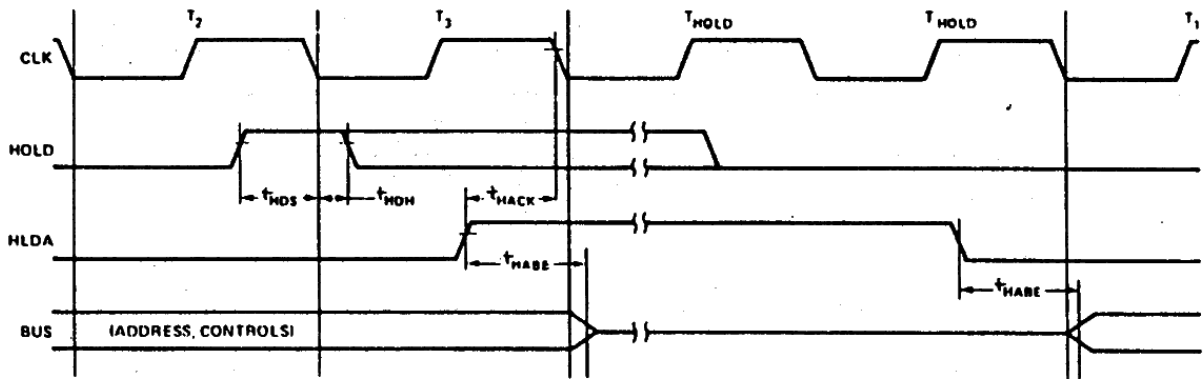 T2 T3 THOLD THOLD T1
CLK
HOLD
tHDS tHDH tHACK
HLDA
tHABE
tHABE
BUS (ADDRESS, CONTROLS)